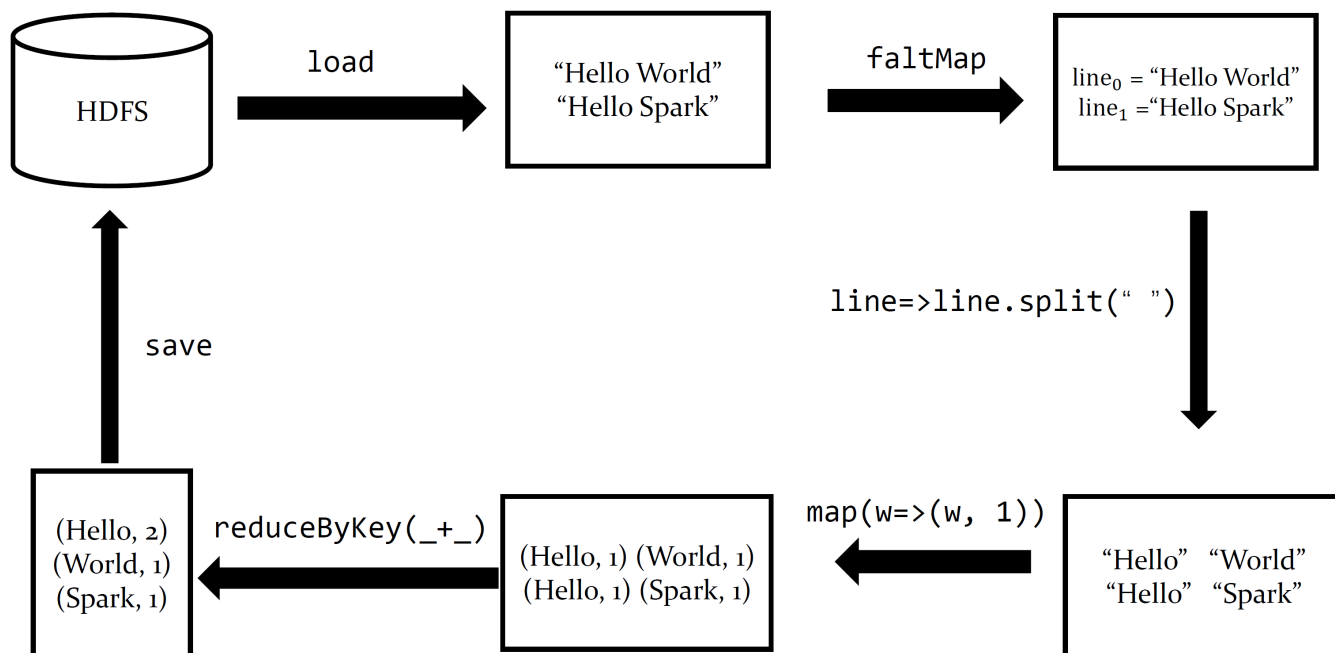 HDFS
load
“Hello World”
“Hello Spark”
faltMap
line₀ = “Hello World”
line₁ =“Hello Spark”
line=>line.split(“ ”)
“Hello” “World”
“Hello” “Spark”
map(w=>(w, 1))
(Hello, 1) (World, 1)
(Hello, 1) (Spark, 1)
reduceByKey(_+_)
(Hello, 2)
(World, 1)
(Spark, 1)
save